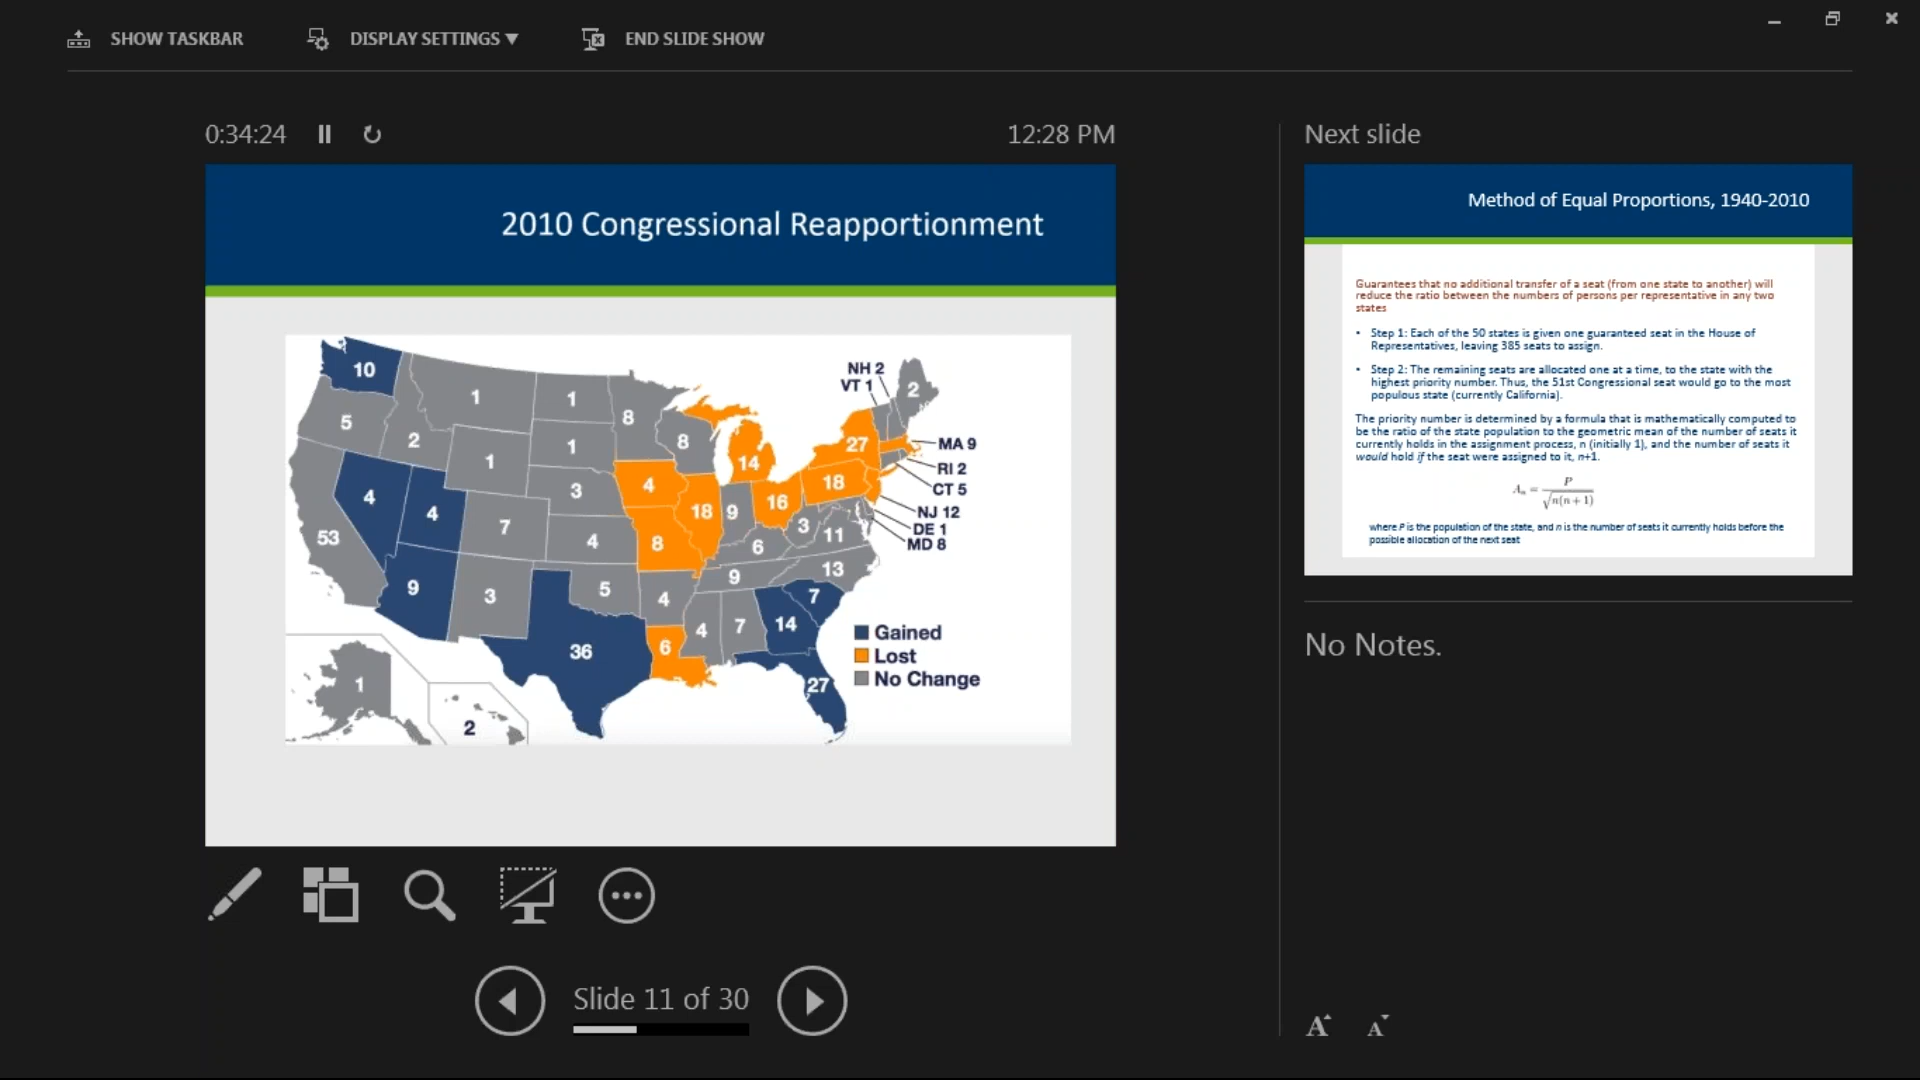 SHOW TASKBAR
DISPLAY SETTINGS ▼
END SLIDE SHOW
0:34:24
12:28 PM
2010 Congressional Reapportionment
10
1
1
8
NH 2
VT 1
2
5
2
1
8
27
MA 9
1
14
RI 2
4
4
3
4
18
9
16
18
CT 5
53
7
4
8
6
3
11
NJ 12
DE 1
MD 8
9
3
5
4
9
13
7
36
6
4
7
14
27
Gained
Lost
No Change
1
2
Slide 11 of 30
Next slide
Method of Equal Proportions, 1940-2010
Guarantees that no additional transfer of a seat (from one state to another) will
reduce the ratio between the numbers of persons per representative in any two
states
• Step 1: Each of the 50 states is given one guaranteed seat in the House of
Representatives, leaving 385 seats to assign.
• Step 2: The remaining seats are allocated one at a time, to the state with the
highest priority number. Thus, the 51st Congressional seat would go to the most
populous state (currently California).
The priority number is determined by a formula that is mathematically computed to
be the ratio of the state population to the geometric mean of the number of seats it
currently holds in the assignment process, n (initially 1), and the number of seats it
would hold if the seat were assigned to it, n+1.
Aₙ = P / √n(n + 1)
where P is the population of the state, and n is the number of seats it currently holds before the
possible allocation of the next seat
No Notes.
A A